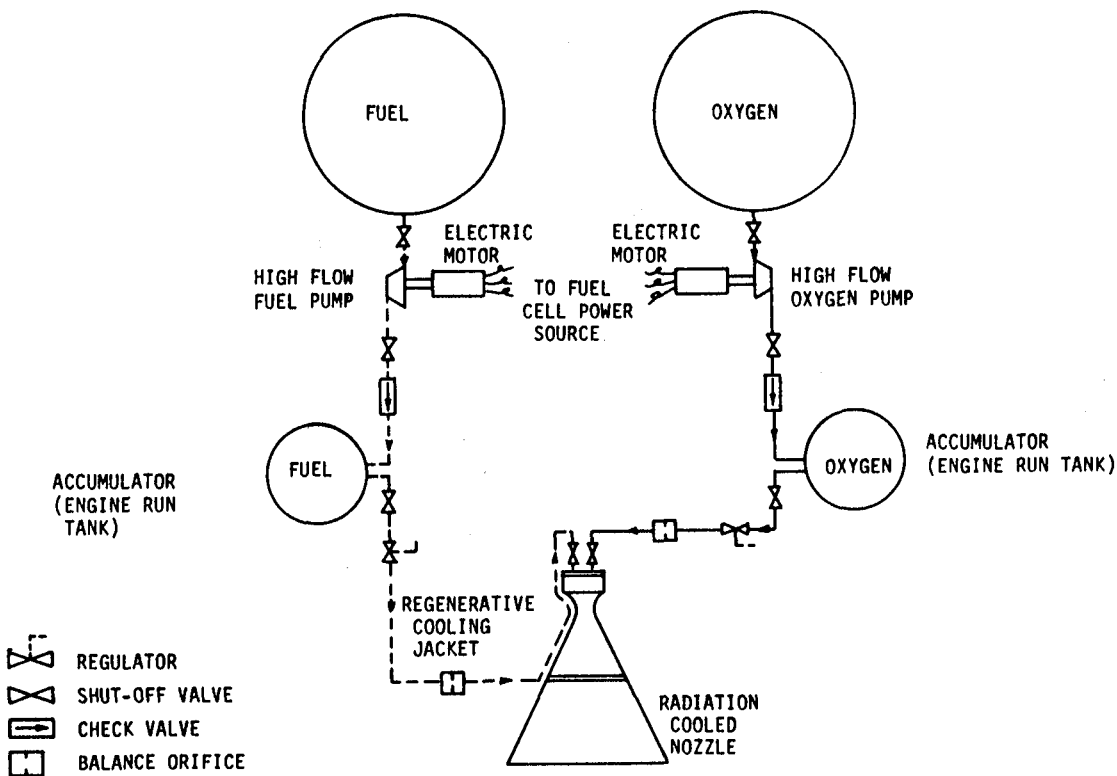 FUEL
OXYGEN
ELECTRIC
MOTOR
ELECTRIC
MOTOR
HIGH FLOW
FUEL PUMP
TO FUEL
CELL POWER
SOURCE
HIGH FLOW
OXYGEN PUMP
FUEL
OXYGEN
ACCUMULATOR
(ENGINE RUN
TANK)
ACCUMULATOR
(ENGINE RUN TANK)
REGENERATIVE
COOLING
JACKET
REGULATOR
SHUT-OFF VALVE
CHECK VALVE
BALANCE ORIFICE
RADIATION
COOLED
NOZZLE